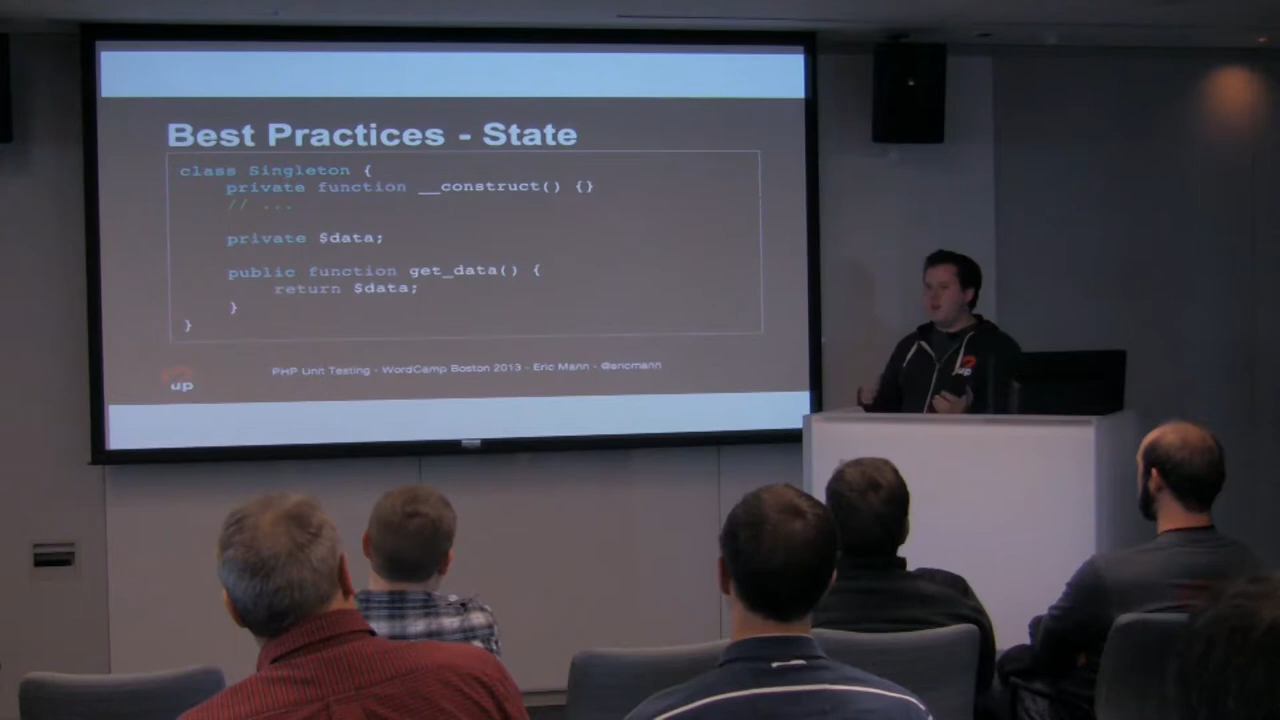 Best Practices - State
class Singleton {
private function __construct() {}
// ...
private $data;
public function get_data() {
return $data;
}
}
up
PHP Unit Testing - WordCamp Boston 2013 - Eric Mann - @ericmann
up